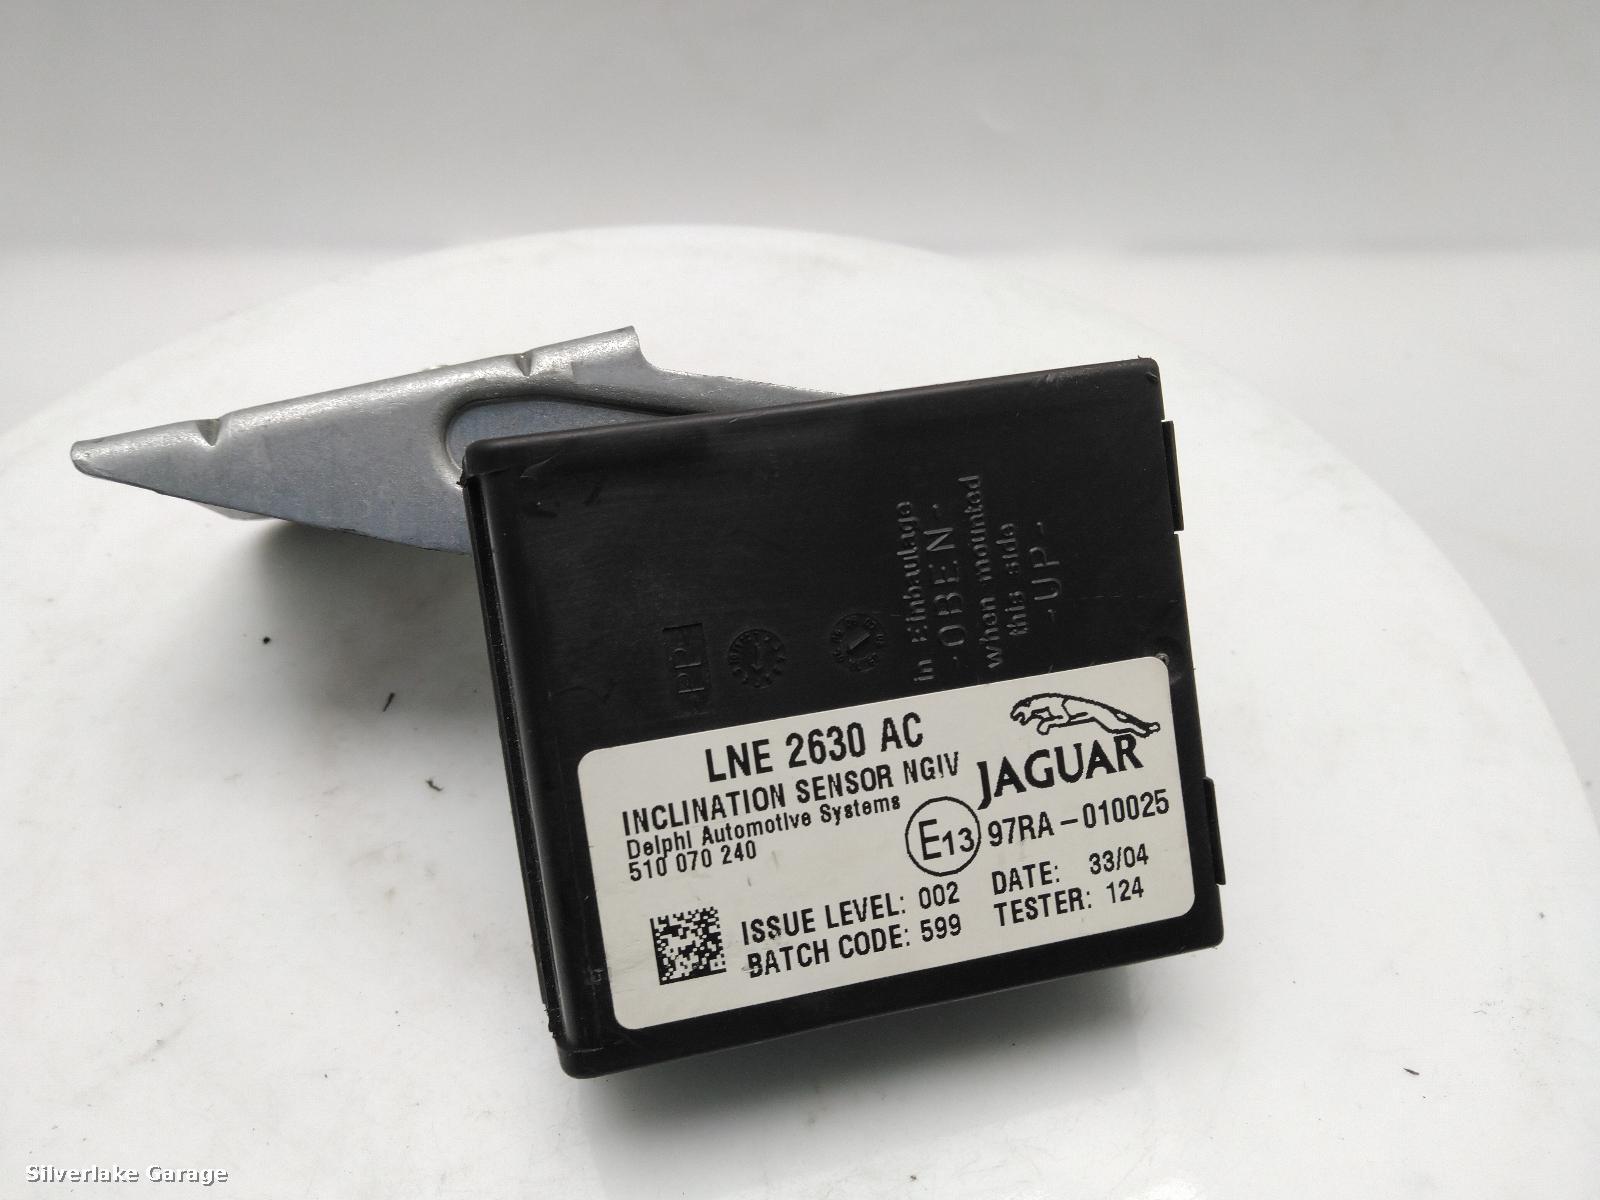 in Einbaulage
-OBEN-
when mounted
this side
-UP-
LNE 2630 AC
INCLINATION SENSOR NGIV
Delphi Automotive Systems
510 070 240
JAGUAR
E13 97RA-010025
ISSUE LEVEL: 002 DATE: 33/04
BATCH CODE: 599 TESTER: 124
Silverlake Garage